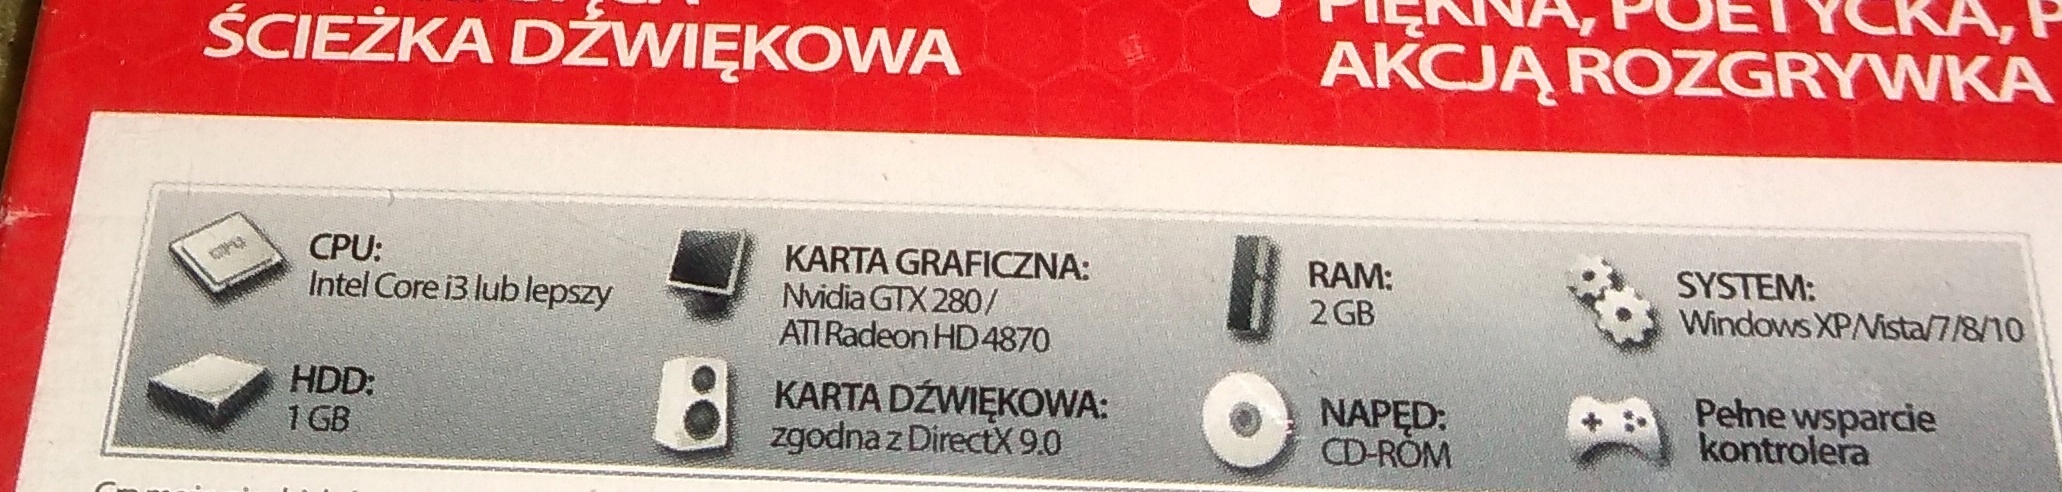 ŚCIEŻKA DŹWIĘKOWA
PIĘKNA, POETYCKA, P
AKCJĄ ROZGRYWKA
CPU:
Intel Core i3 lub lepszy
KARTA GRAFICZNA:
Nvidia GTX 280 /
ATI Radeon HD 4870
RAM:
2 GB
SYSTEM:
Windows XP/Vista/7/8/10
HDD:
1 GB
KARTA DŹWIĘKOWA:
zgodna z DirectX 9.0
NAPĘD:
CD-ROM
Pełne wsparcie
kontrolera